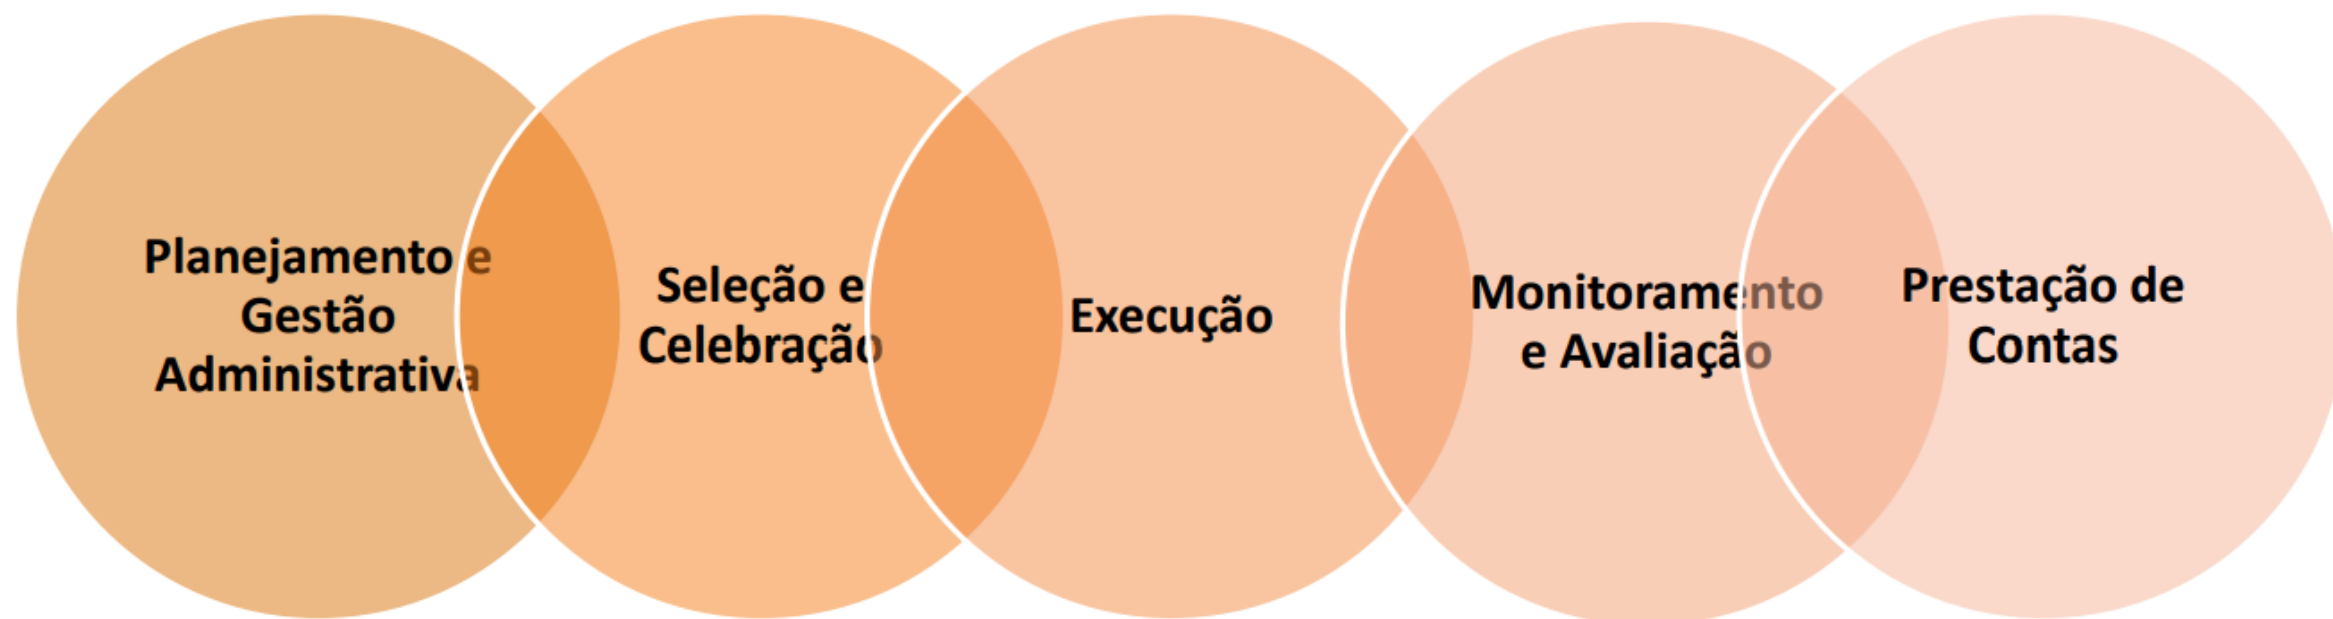 Planejamento e
Gestão
Administrativa
Seleção e
Celebração
Execução
Monitoramento
e Avaliação
Prestação de
Contas